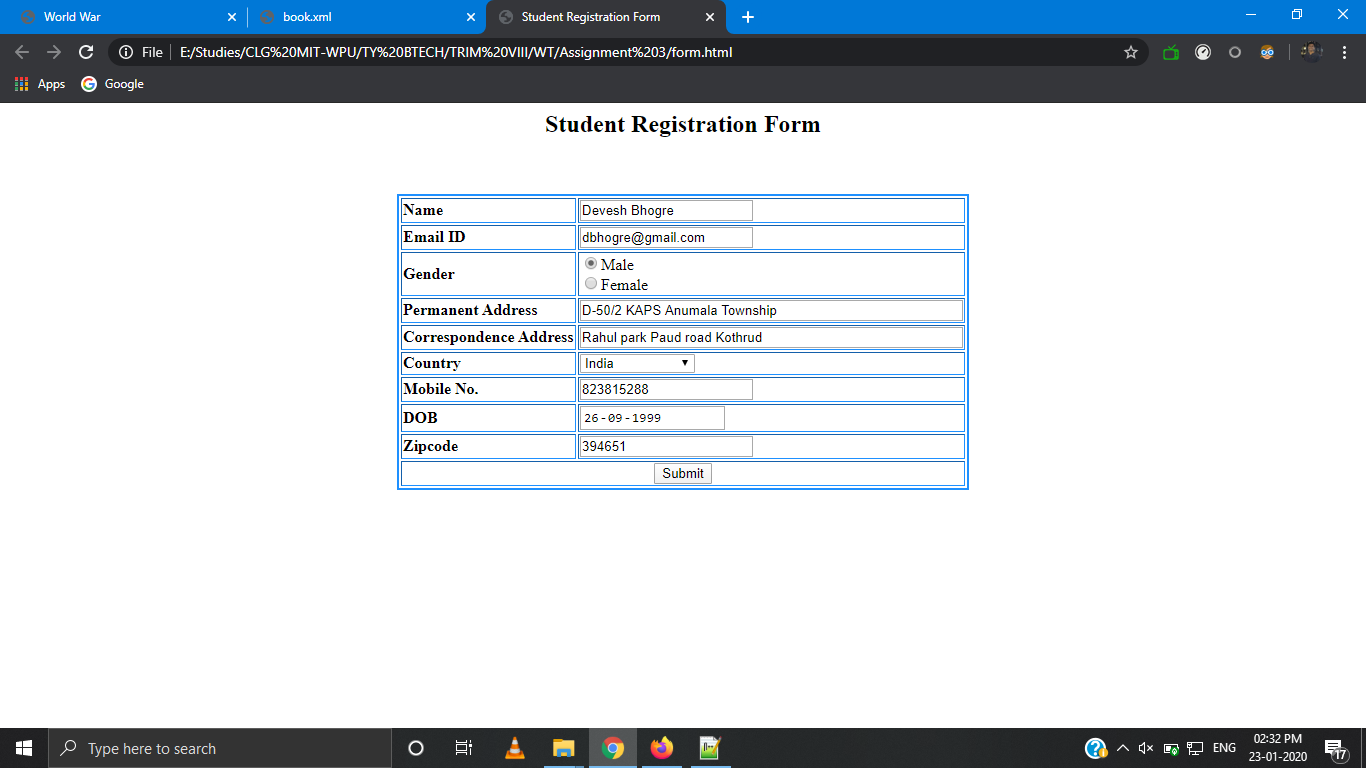 World War
book.xml
Student Registration Form
File E:/Studies/CLG%20MIT-WPU/TY%20BTECH/TRIM%20VIII/WT/Assignment%203/form.html
Apps Google
Student Registration Form
Name Devesh Bhogre
Email ID dbhogre@gmail.com
Gender Male
Female
Permanent Address D-50/2 KAPS Anumala Township
Correspondence Address Rahul park Paud road Kothrud
Country India
Mobile No. 823815288
DOB 26-09-1999
Zipcode 394651
Submit
Type here to search
ENG
02:32 PM
23-01-2020
17